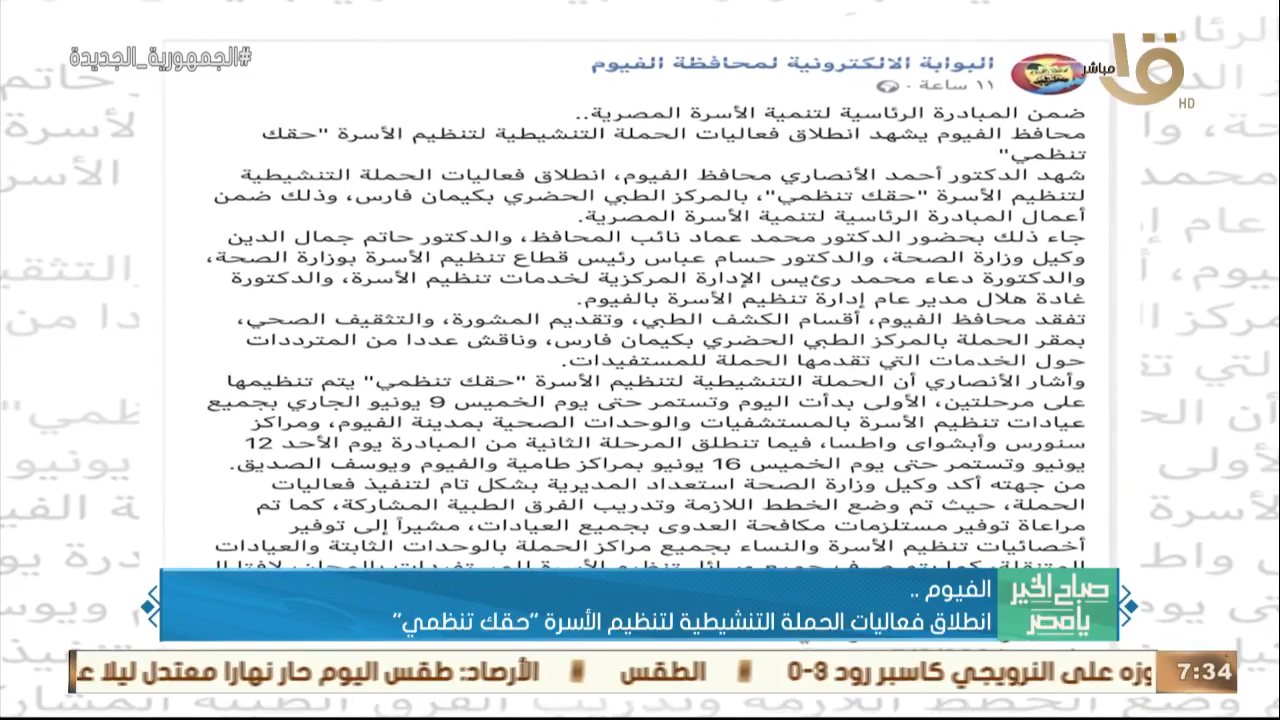 #الجمهورية_الجديدة
مباشر
HD
البوابة الالكترونية لمحافظة الفيوم
١١ ساعة ·
ضمن المبادرة الرئاسية لتنمية الأسرة المصرية..
محافظ الفيوم يشهد انطلاق فعاليات الحملة التنشيطية لتنظيم الأسرة "حقك
تنظمي"
شهد الدكتور أحمد الأنصاري محافظ الفيوم، انطلاق فعاليات الحملة التنشيطية
لتنظيم الأسرة "حقك تنظمي"، بالمركز الطبي الحضري بكيمان فارس، وذلك ضمن
أعمال المبادرة الرئاسية لتنمية الأسرة المصرية.
جاء ذلك بحضور الدكتور محمد عماد نائب المحافظ، والدكتور حاتم جمال الدين
وكيل وزارة الصحة، والدكتور حسام عباس رئيس قطاع تنظيم الأسرة بوزارة الصحة،
والدكتورة دعاء محمد رئيس الإدارة المركزية لخدمات تنظيم الأسرة، والدكتورة
غادة هلال مدير عام إدارة تنظيم الأسرة بالفيوم.
تفقد محافظ الفيوم، أقسام الكشف الطبي، وتقديم المشورة، والتثقيف الصحي،
بمقر الحملة بالمركز الطبي الحضري بكيمان فارس، وناقش عددا من المترددات
حول الخدمات التي تقدمها الحملة للمستفيدات.
وأشار الأنصاري أن الحملة التنشيطية لتنظيم الأسرة "حقك تنظمي" يتم تنظيمها
على مرحلتين، الأولى بدأت اليوم وتستمر حتى يوم الخميس 9 يونيو الجاري بجميع
عيادات تنظيم الأسرة بالمستشفيات والوحدات الصحية بمدينة الفيوم، ومراكز
سنورس وأبشواى واطسا، فيما تنطلق المرحلة الثانية من المبادرة يوم الأحد 12
يونيو وتستمر حتى يوم الخميس 16 يونيو بمراكز طامية والفيوم ويوسف الصديق.
من جهته أكد وكيل وزارة الصحة استعداد المديرية بشكل تام لتنفيذ فعاليات
الحملة، حيث تم وضع الخطط اللازمة وتدريب الفرق الطبية المشاركة، كما تم
مراعاة توفير مستلزمات مكافحة العدوى بجميع العيادات، مشيراً إلى توفير
أخصائيات تنظيم الأسرة والنساء بجميع مراكز الحملة بالوحدات الثابتة والعيادات
صباح الخير
يا مصر
الفيوم ..
انطلاق فعاليات الحملة التنشيطية لتنظيم الأسرة "حقك تنظمي"
7:34
وزه على النرويجي كاسبر رود 3-0 الطقس الأرصاد: طقس اليوم حار نهارا معتدل ليلا